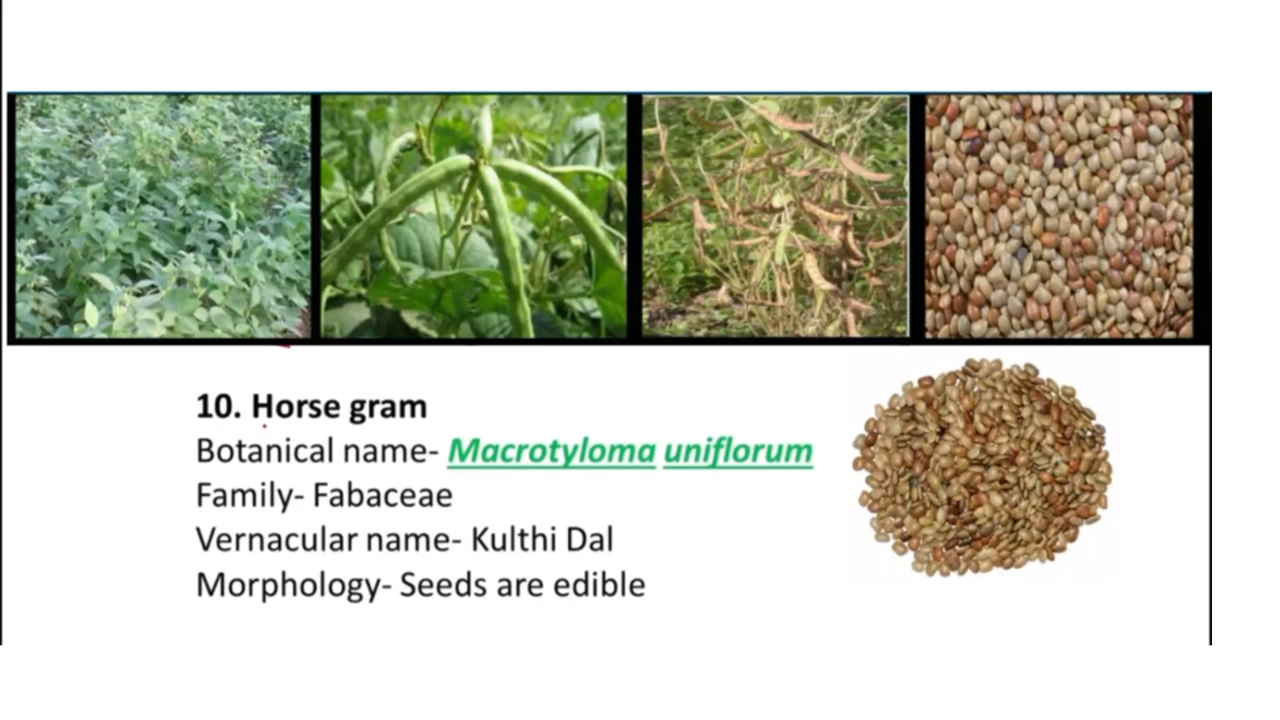 10. Horse gram
Botanical name- Macrotyloma uniflorum
Family- Fabaceae
Vernacular name- Kulthi Dal
Morphology- Seeds are edible